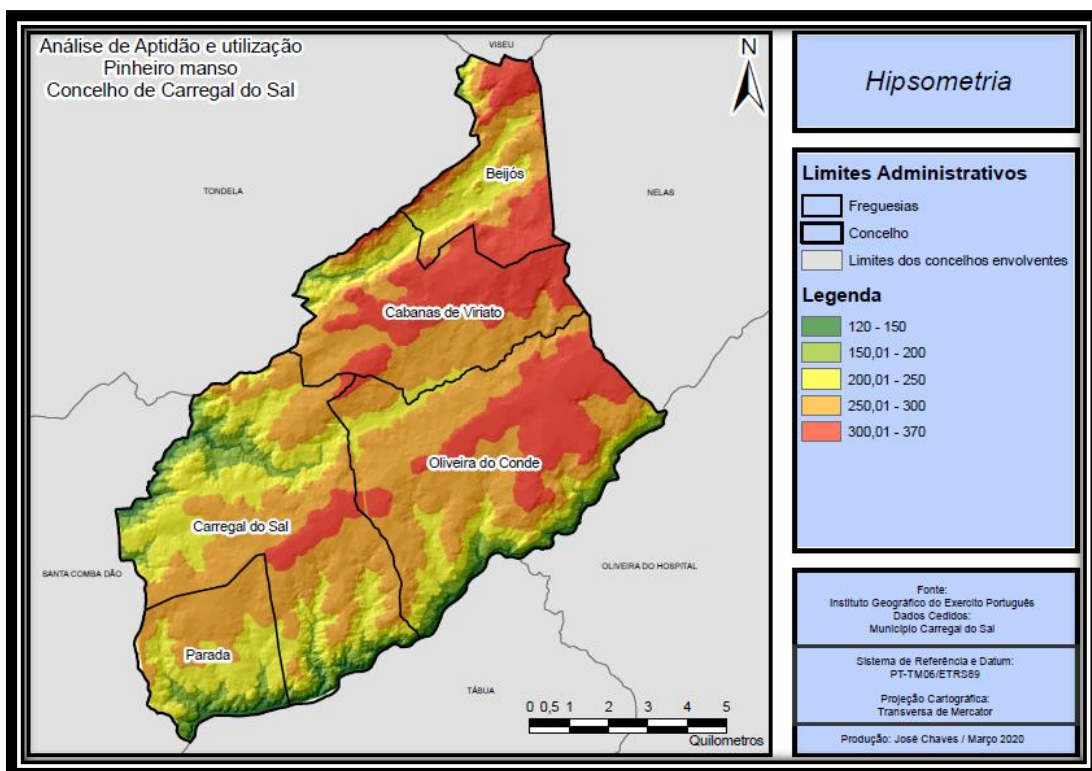 Análise de Aptidão e utilização
Pinheiro manso
Concelho de Carregal do Sal
VISEU
N
TONDELA
NELAS
Beijós
Cabanas de Viriato
Oliveira do Conde
Carregal do Sal
SANTA COMBA DÃO
OLIVEIRA DO HOSPITAL
Parada
TÁBUA
0 0,5 1 2 3 4 5
Quilometros
Hipsometria
Limites Administrativos
Freguesias
Concelho
Limites dos concelhos envolventes
Legenda
120 - 150
150,01 - 200
200,01 - 250
250,01 - 300
300,01 - 370
Fonte:
Instituto Geográfico do Exercito Português
Dados Cedidos:
Município Carregal do Sal
Sistema de Referência e Datum:
PT-TM06/ETRS89
Projeção Cartográfica:
Transversa de Mercator
Produção: José Chaves / Março 2020